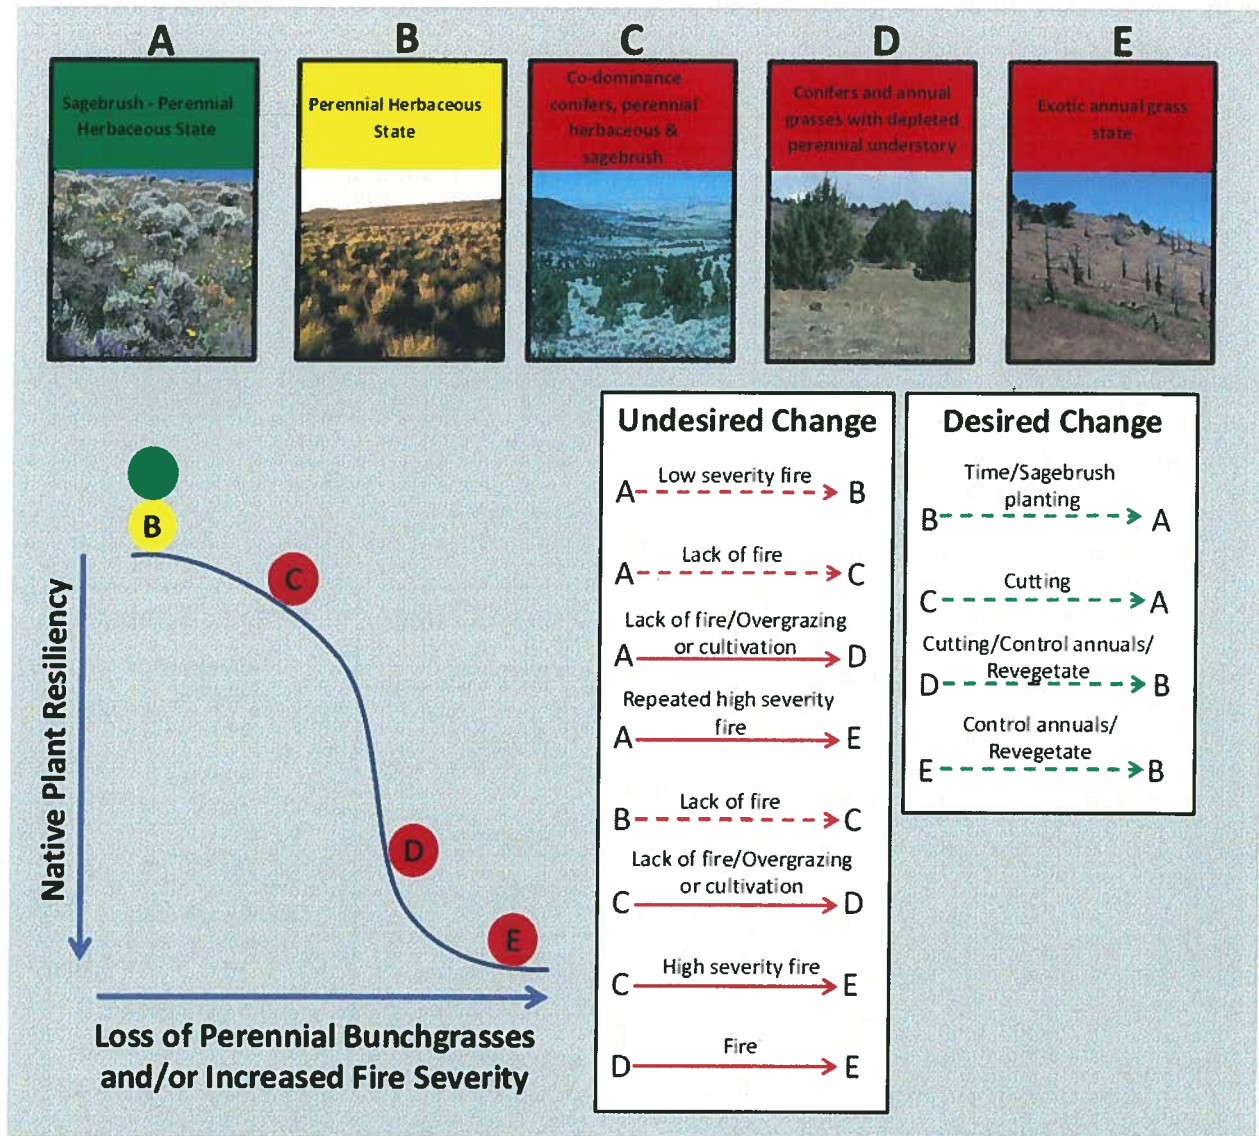 A
B
C
D
E
Sagebrush - Perennial
Herbaceous State
Perennial Herbaceous
State
Co-dominance
conifers, perennial
herbaceous &
sagebrush
Conifers and annual
grasses with depleted
perennial understory
Exotic annual grass
state
B
C
D
E
Native Plant Resiliency
Loss of Perennial Bunchgrasses
and/or Increased Fire Severity
Undesired Change
Low severity fire
A B
Lack of fire
A C
Lack of fire/Overgrazing
or cultivation
A D
Repeated high severity
fire
A E
Lack of fire
B C
Lack of fire/Overgrazing
or cultivation
C D
High severity fire
C E
Fire
D E
Desired Change
Time/Sagebrush
planting
B A
Cutting
C A
Cutting/Control annuals/
Revegetate
D B
Control annuals/
Revegetate
E B